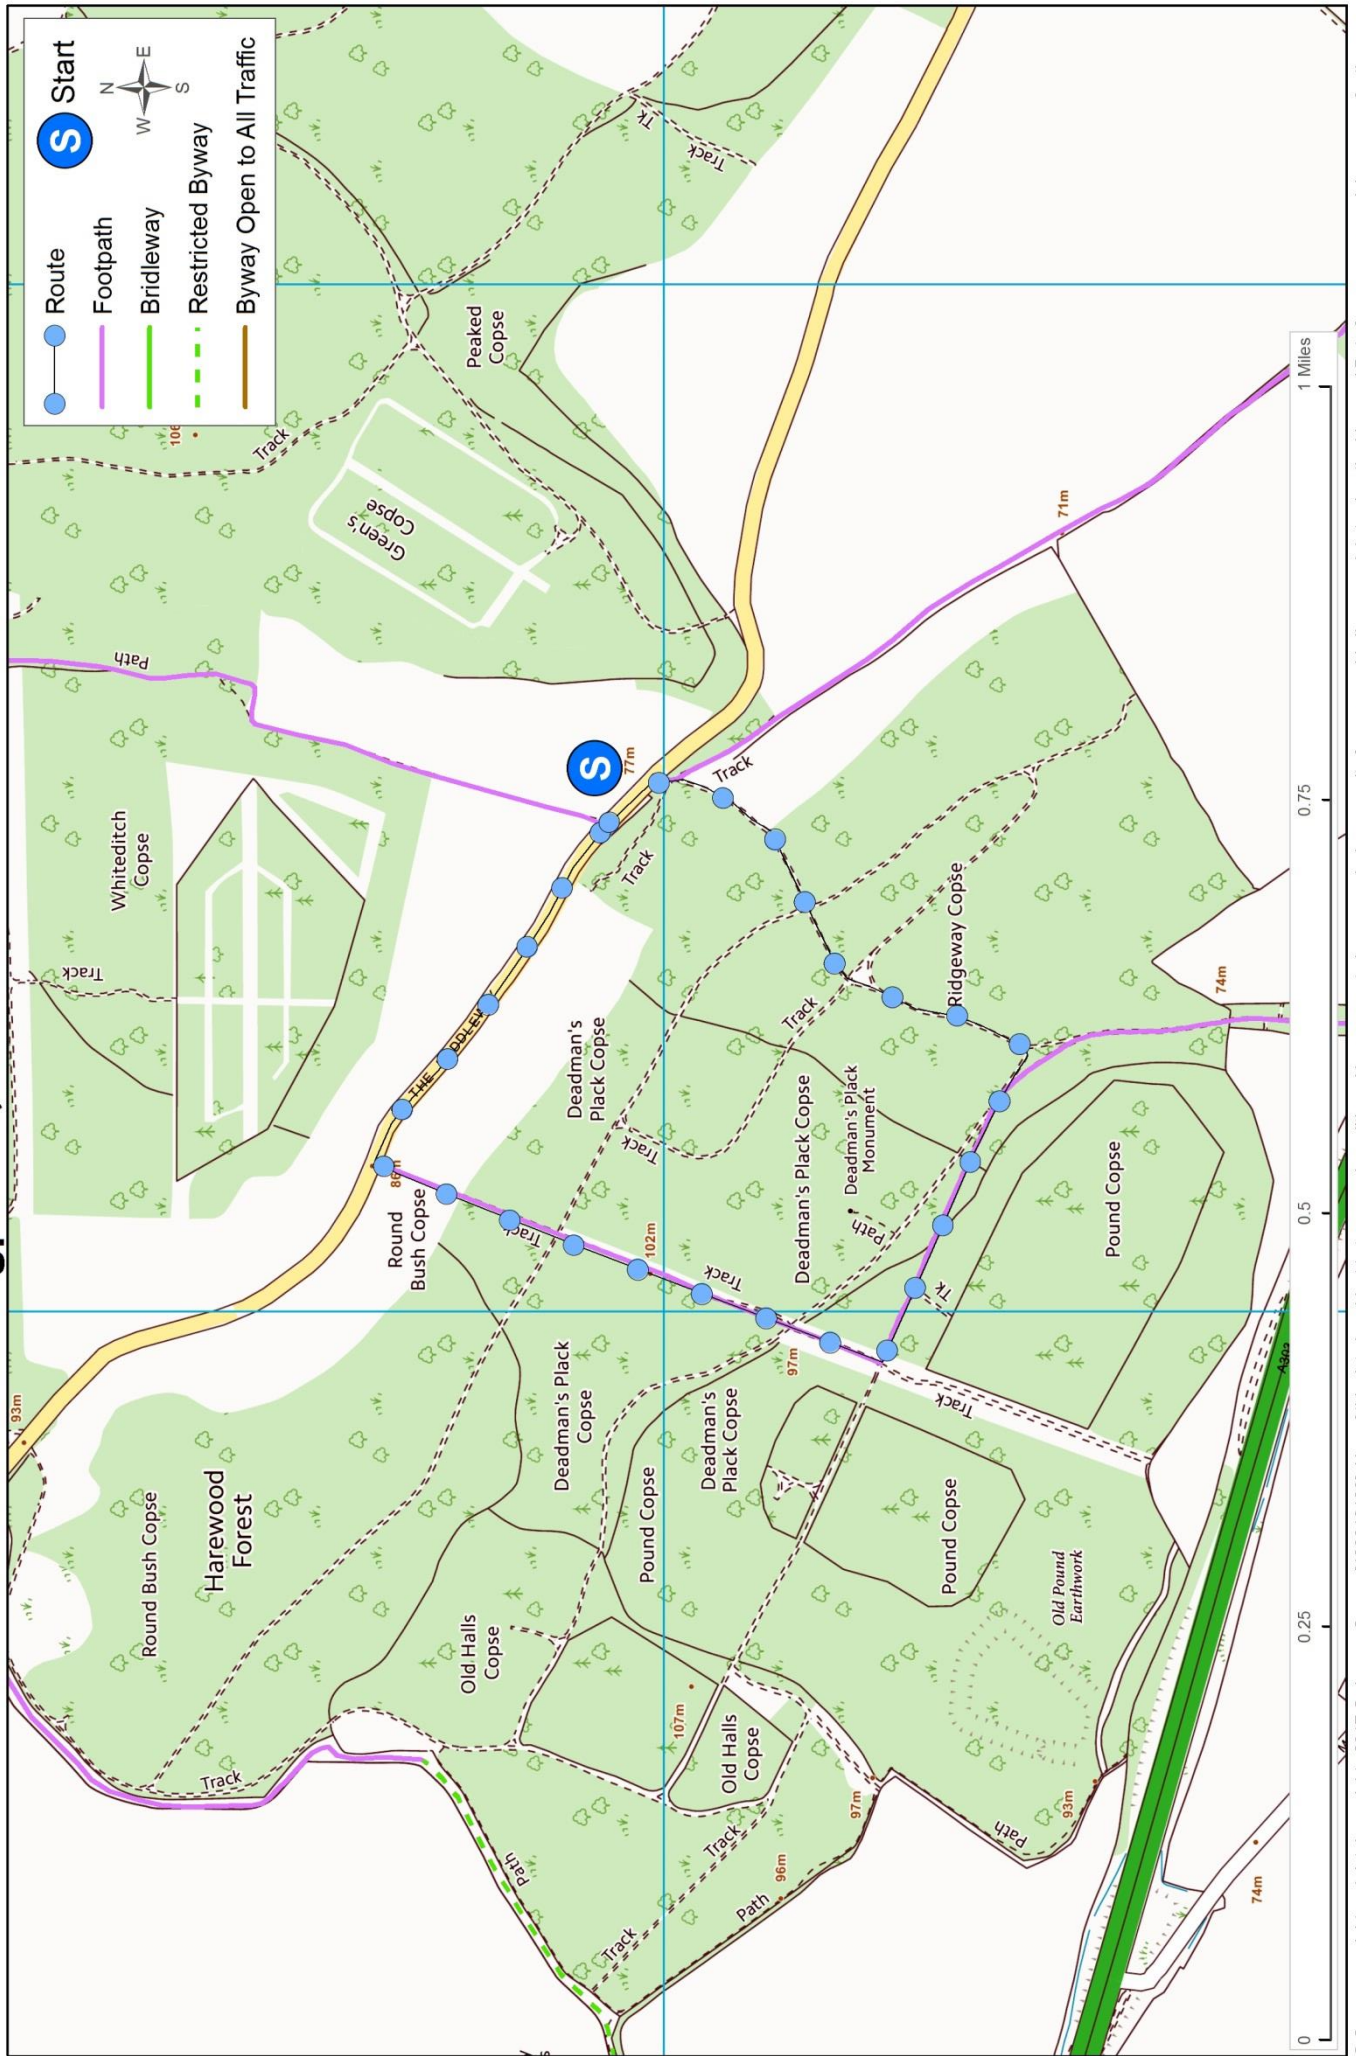 S Start
Route
Footpath
Bridleway
Restricted Byway
Byway Open to All Traffic
N
W E
S
93m
Round Bush Copse
Harewood
Forest
Track
Path
Whiteditch
Copse
Track
Path
Track
Green's
Copse
Peaked
Copse
Tk
Track
S
77m
Track
Track
THE
86m
Round
Bush Copse
Track
102m
Track
Deadman's
Plack Copse
Track
Track
Ridgeway Copse
Deadman's Plack Copse
Deadman's Plack
Monument
Path
Deadman's Plack
Copse
97m
Deadman's
Plack Copse
Pound Copse
Old Halls
Copse
107m
Old Halls
Copse
Track
Track
96m
Path
97m
Path
93m
Old Pound
Earthwork
Pound Copse
Track
Tk
Pound Copse
74m
71m
74m
A303
0
0.25
0.5
0.75
1 Miles